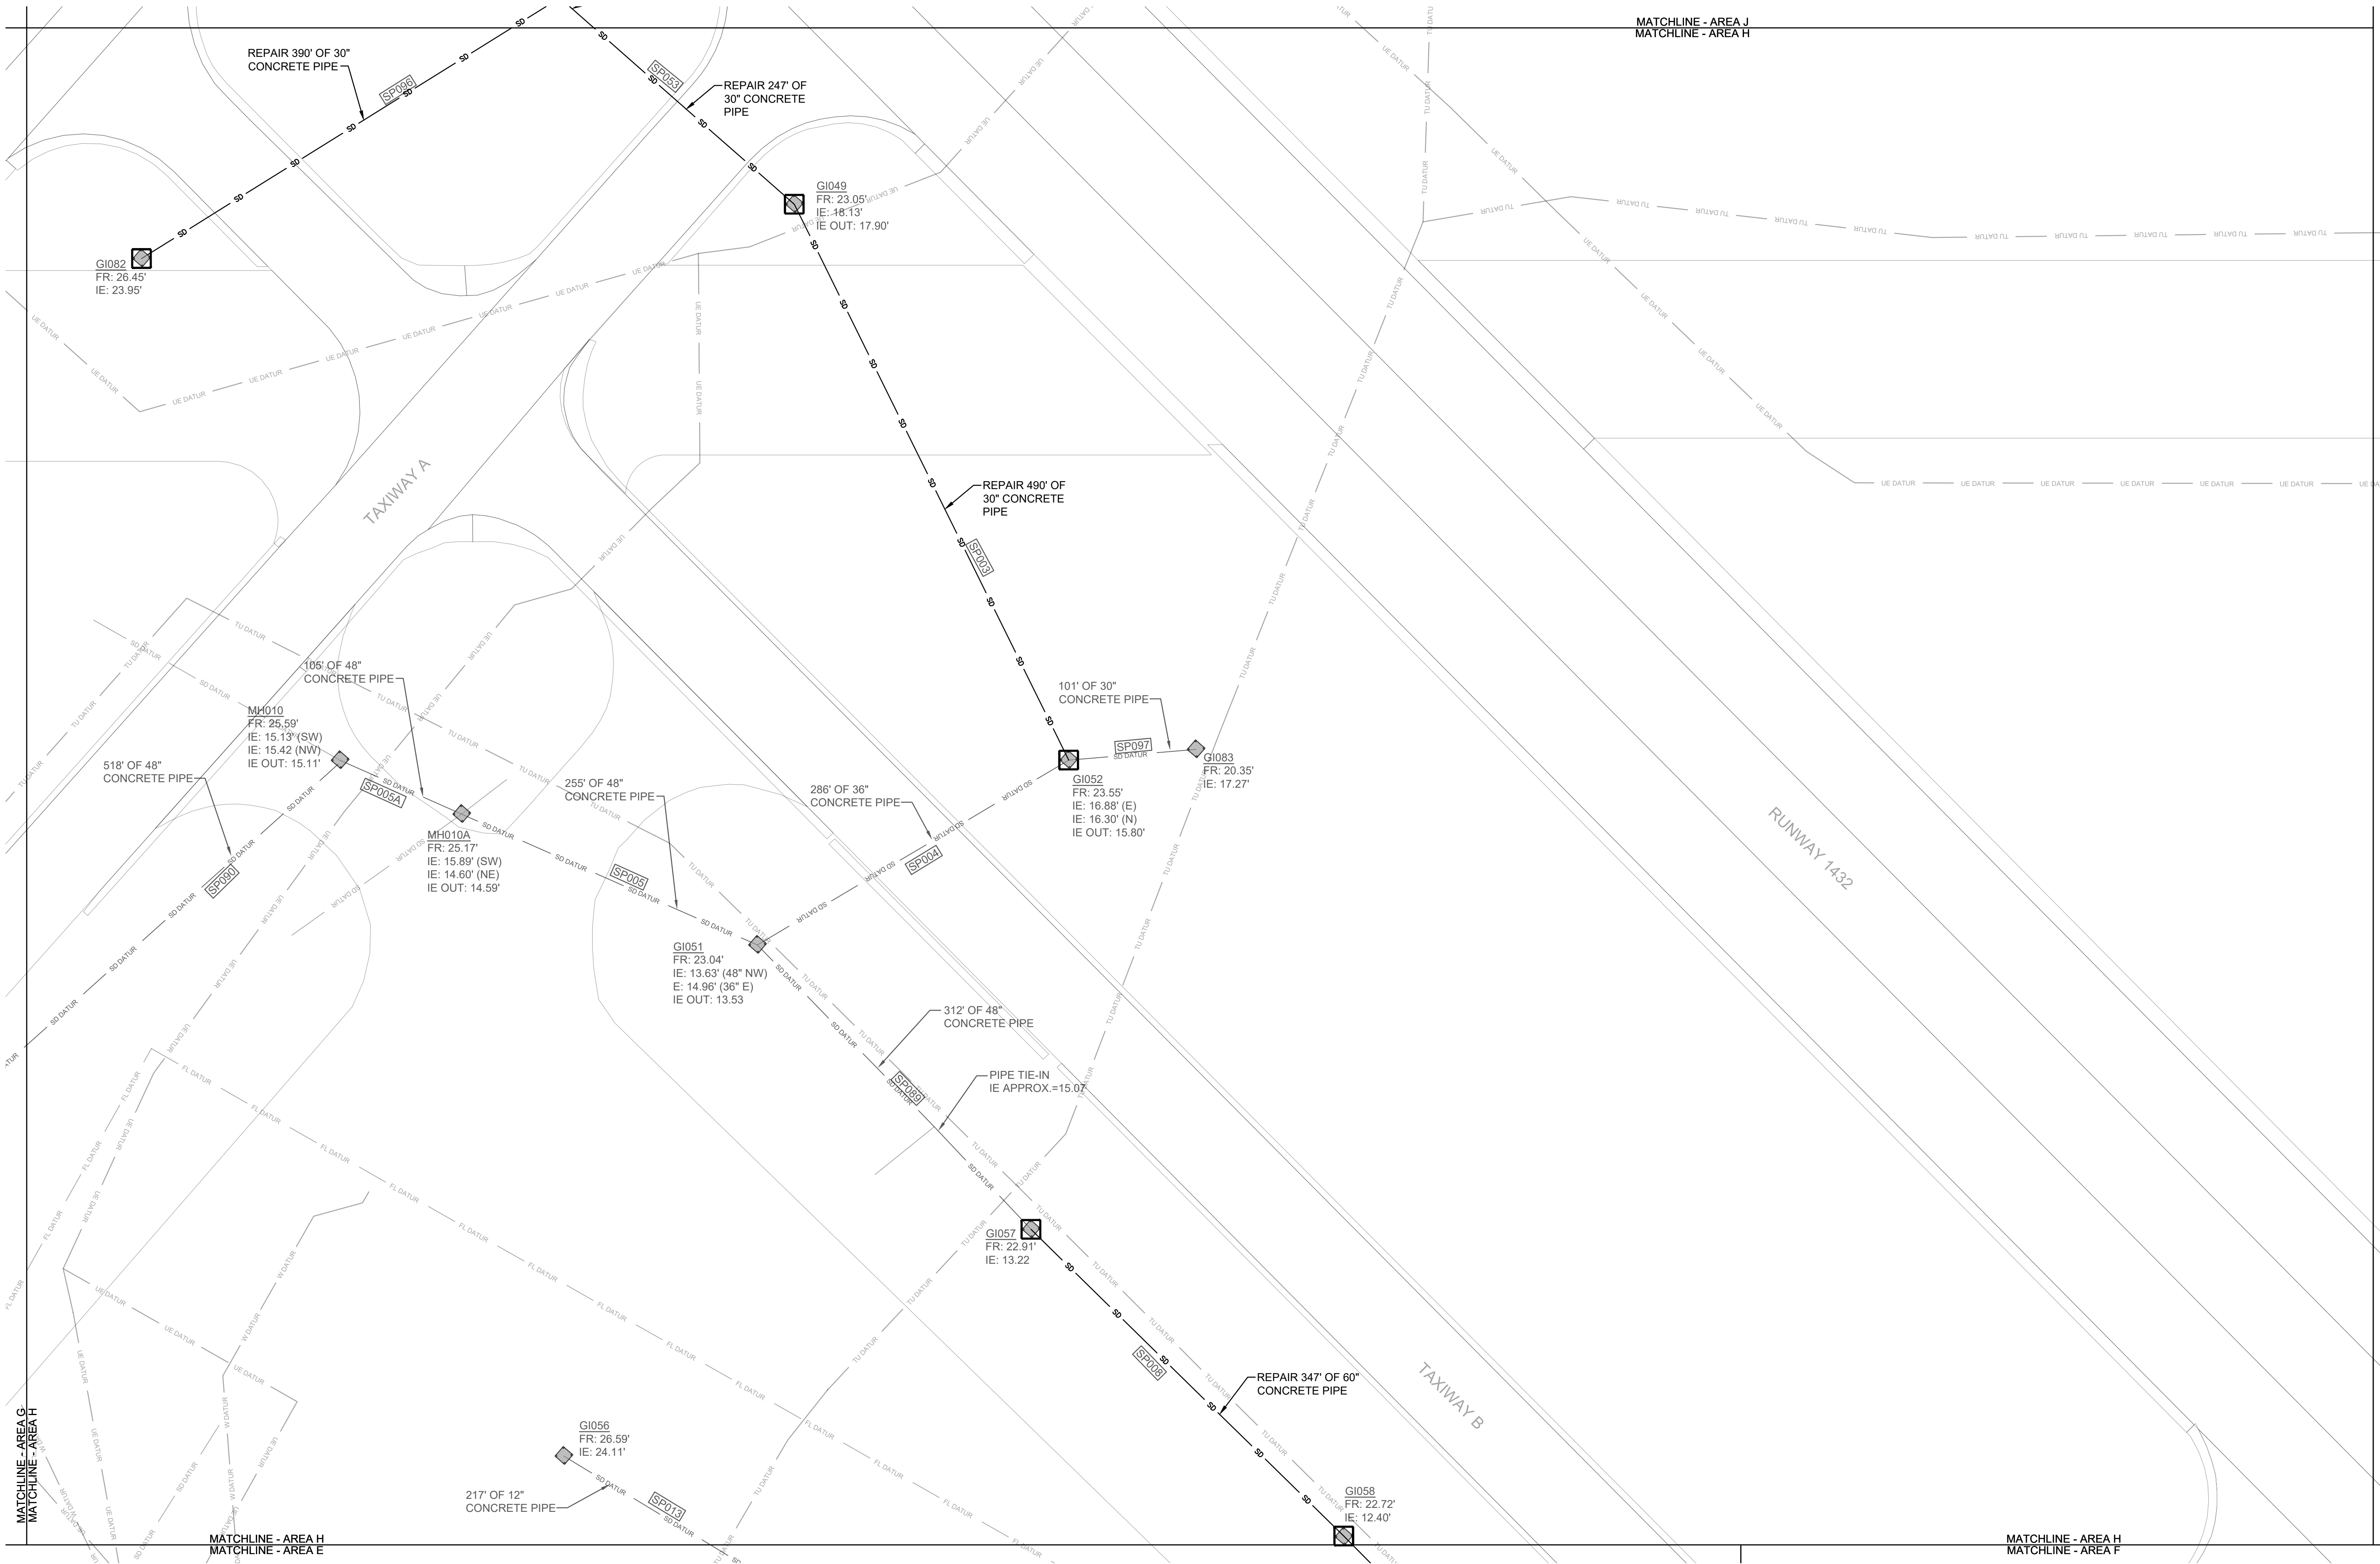 MATCHLINE - AREA J
MATCHLINE - AREA H
REPAIR 390' OF 30"
CONCRETE PIPE
SP096
SP053
REPAIR 247' OF
30" CONCRETE
PIPE
GI049
FR: 23.05'
IE: 18.13'
IE OUT: 17.90'
GI082
FR: 26.45'
IE: 23.95'
TAXIWAY A
REPAIR 490' OF
30" CONCRETE
PIPE
SP003
105' OF 48"
CONCRETE PIPE
MH010
FR: 25.59'
IE: 15.13' (SW)
IE: 15.42 (NW)
IE OUT: 15.11'
518' OF 48"
CONCRETE PIPE
SP005A
SP090
MH010A
FR: 25.17'
IE: 15.89' (SW)
IE: 14.60' (NE)
IE OUT: 14.59'
255' OF 48"
CONCRETE PIPE
SP005
286' OF 36"
CONCRETE PIPE
SP004
101' OF 30"
CONCRETE PIPE
SP097
GI083
FR: 20.35'
IE: 17.27'
GI052
FR: 23.55'
IE: 16.88' (E)
IE: 16.30' (N)
IE OUT: 15.80'
RUNWAY 1432
GI051
FR: 23.04'
IE: 13.63' (48" NW)
E: 14.96' (36" E)
IE OUT: 13.53
312' OF 48"
CONCRETE PIPE
SP089
PIPE TIE-IN
IE APPROX.=15.07
GI057
FR: 22.91'
IE: 13.22
SP008
REPAIR 347' OF 60"
CONCRETE PIPE
TAXIWAY B
GI056
FR: 26.59'
IE: 24.11'
217' OF 12"
CONCRETE PIPE
SP013
GI058
FR: 22.72'
IE: 12.40'
MATCHLINE - AREA G
MATCHLINE - AREA H
MATCHLINE - AREA H
MATCHLINE - AREA E
MATCHLINE - AREA H
MATCHLINE - AREA F
SD
SD DATUR
UE DATUR
TU DATUR
FL DATUR
W DATUR